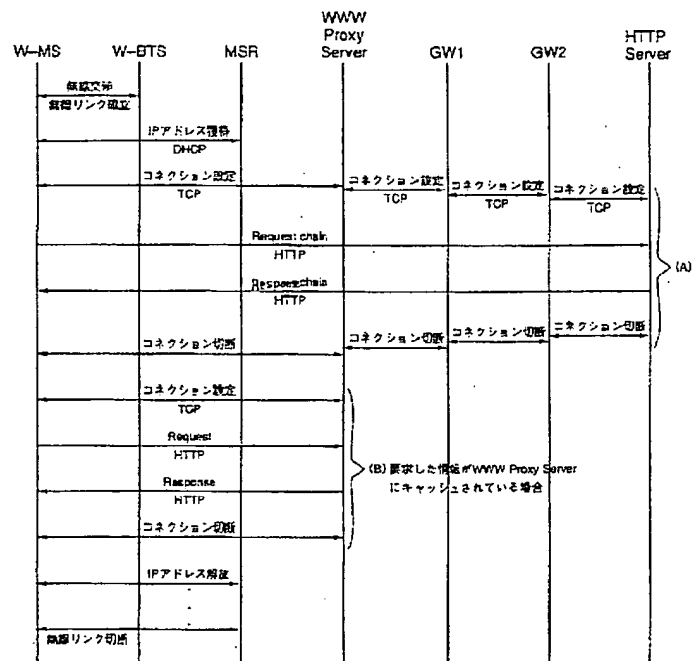 WWW
Proxy
Server
HTTP
Server
W-MS
W-BTS
MSR
GW1
GW2
無線交渉
無線リンク確立
IPアドレス獲得
DHCP
コネクション設定
TCP
コネクション設定
TCP
コネクション設定
TCP
コネクション設定
TCP
Request chain
HTTP
Response chain
HTTP
(A)
コネクション切断
コネクション切断
コネクション切断
コネクション切断
コネクション設定
TCP
Request
HTTP
(B) 要求した情報がWWW Proxy Server
にキャッシュされている場合
Response
HTTP
コネクション切断
IPアドレス解放
無線リンク切断